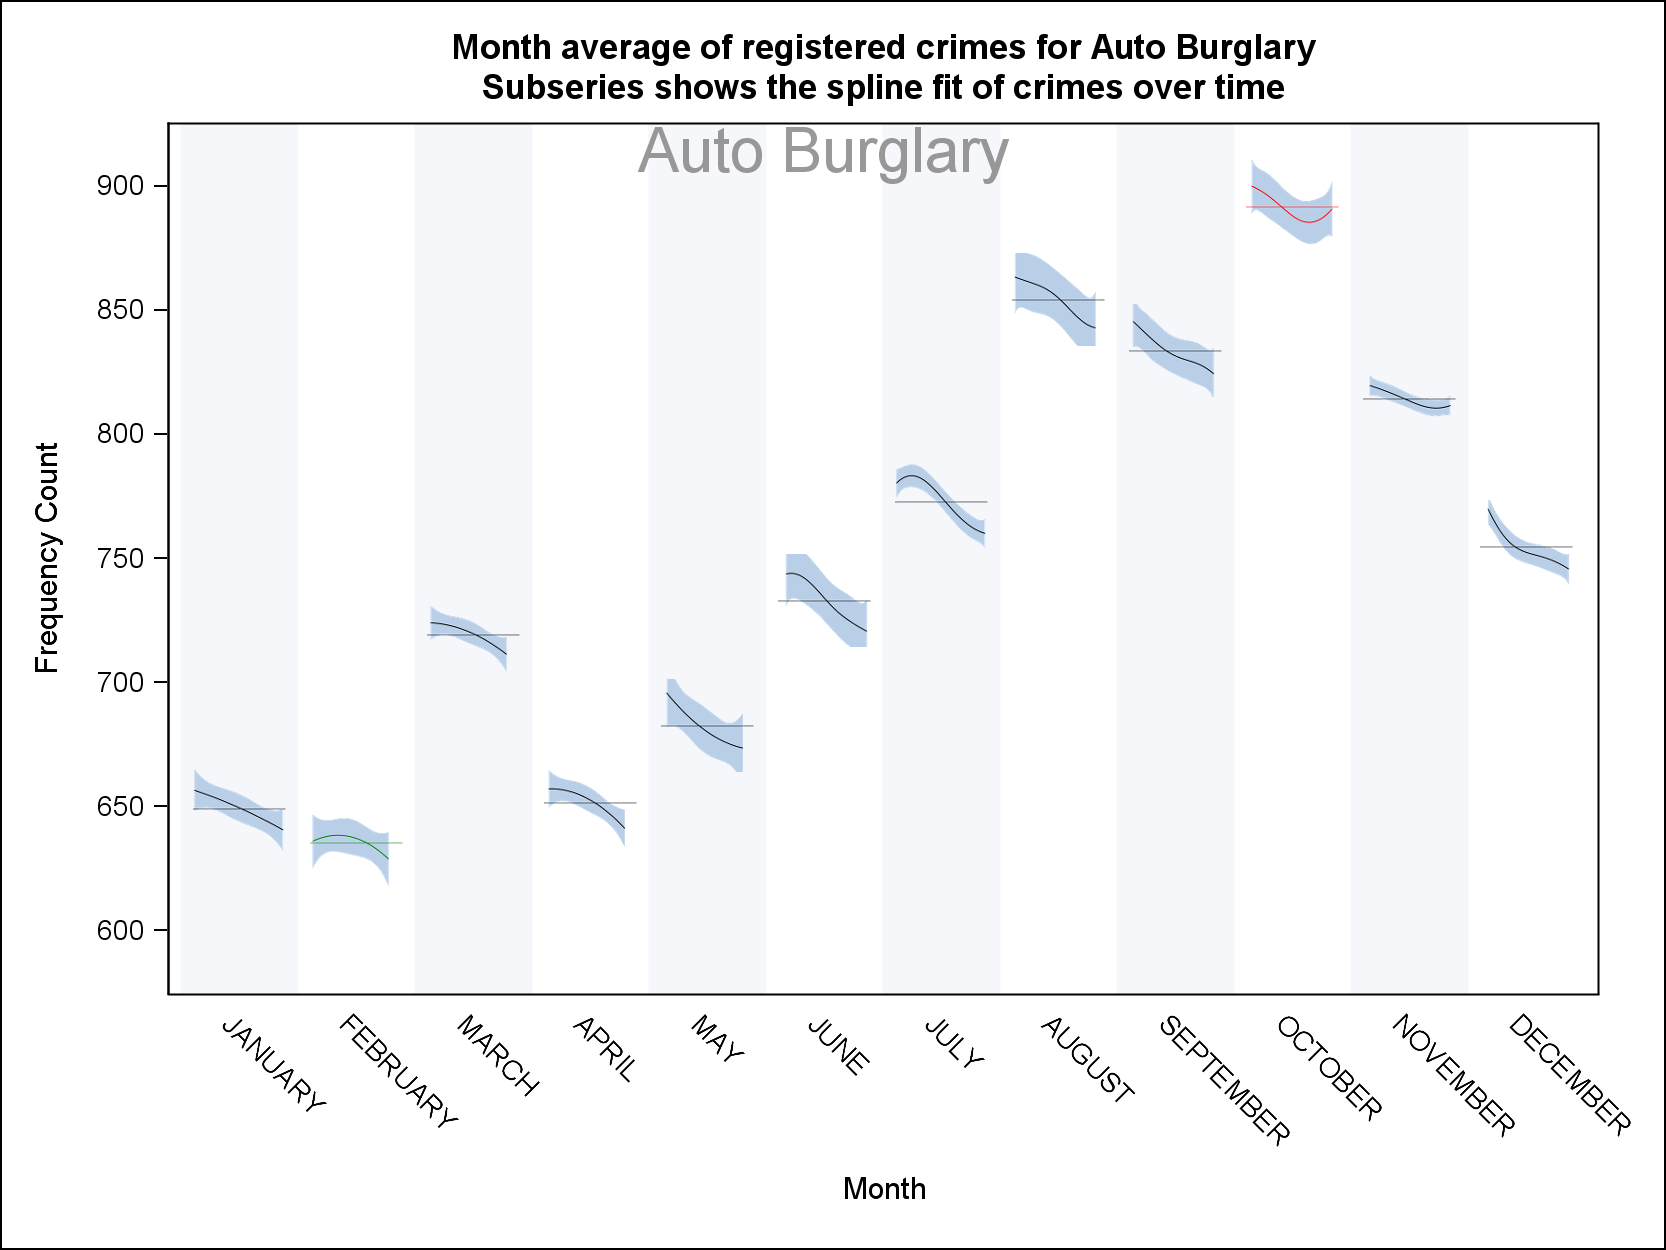 Month average of registered crimes for Auto Burglary
Subseries shows the spline fit of crimes over time
Auto Burglary
900
850
800
750
700
650
600
Frequency Count
JANUARY
FEBRUARY
MARCH
APRIL
MAY
JUNE
JULY
AUGUST
SEPTEMBER
OCTOBER
NOVEMBER
DECEMBER
Month